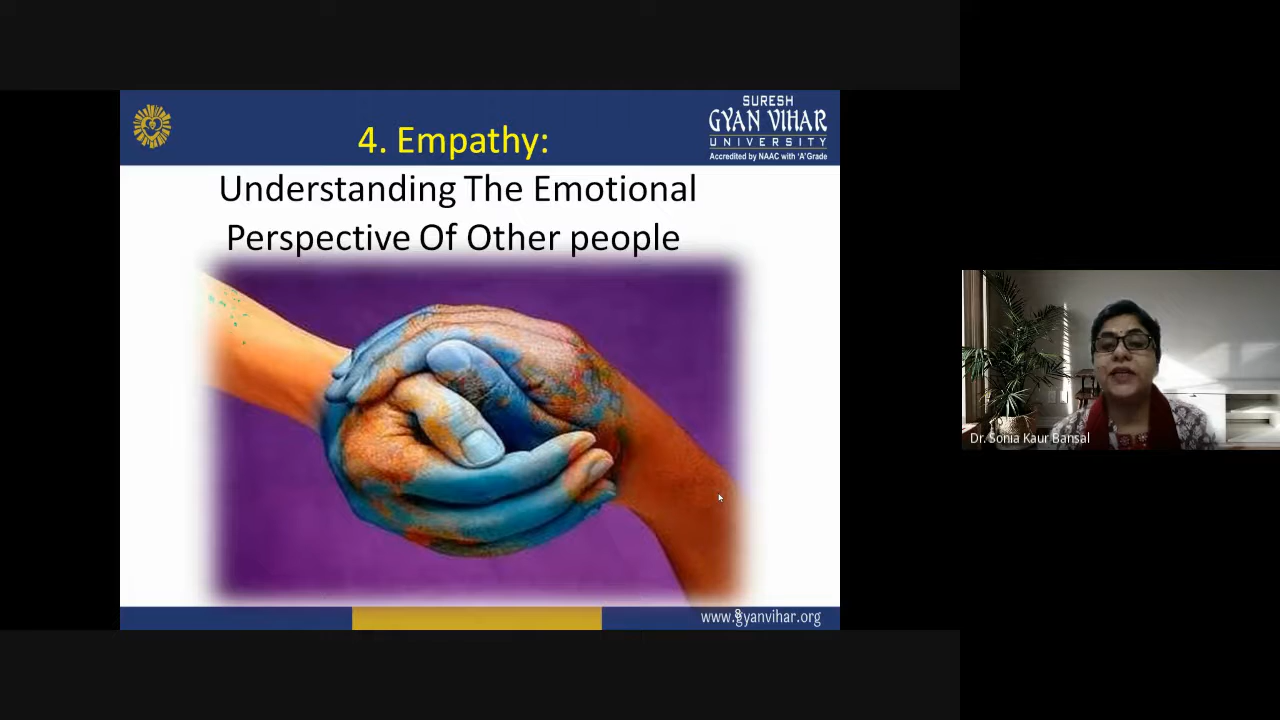 SURESH
GYAN VIHAR
UNIVERSITY
Accredited by NAAC with 'A'Grade
4. Empathy:
Understanding The Emotional
Perspective Of Other people
Dr. Sonia Kaur Bansal
www.gyanvihar.org
8